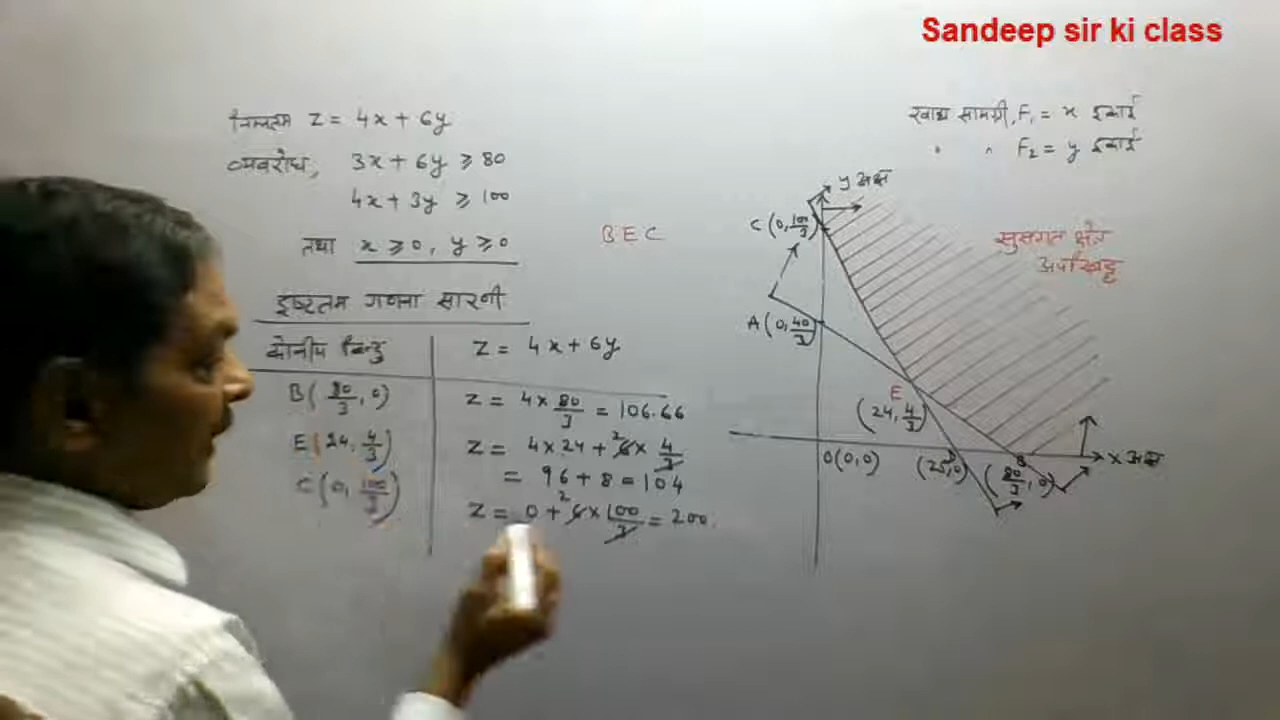 Sandeep sir ki class
निम्नतम Z = 4x + 6y
व्यवरोध, 3x + 6y ≥ 80
4x + 3y ≥ 100
तथा x ≥ 0, y ≥ 0
BEC
इष्टतम गणना सारणी
कोनीय बिन्दु Z = 4x + 6y
B(80/3, 0) Z = 4 × 80/3 = 106.66
E(24, 4/3) Z = 4×24 + 6² × 4/3
= 96 + 8 = 104
C(0, 100/3) Z = 0 + 6² × 100/3 = 200.
खाद्य सामग्री, F₁ = x इकाई
" " F₂ = y इकाई
y अक्ष
C(0, 100/3)
सुसंगत क्षेत्र
अपरिबद्ध
A(0, 40/3)
E
(24, 4/3)
O(0,0)
D
(25,0)
B
(80/3, 0)
x अक्ष